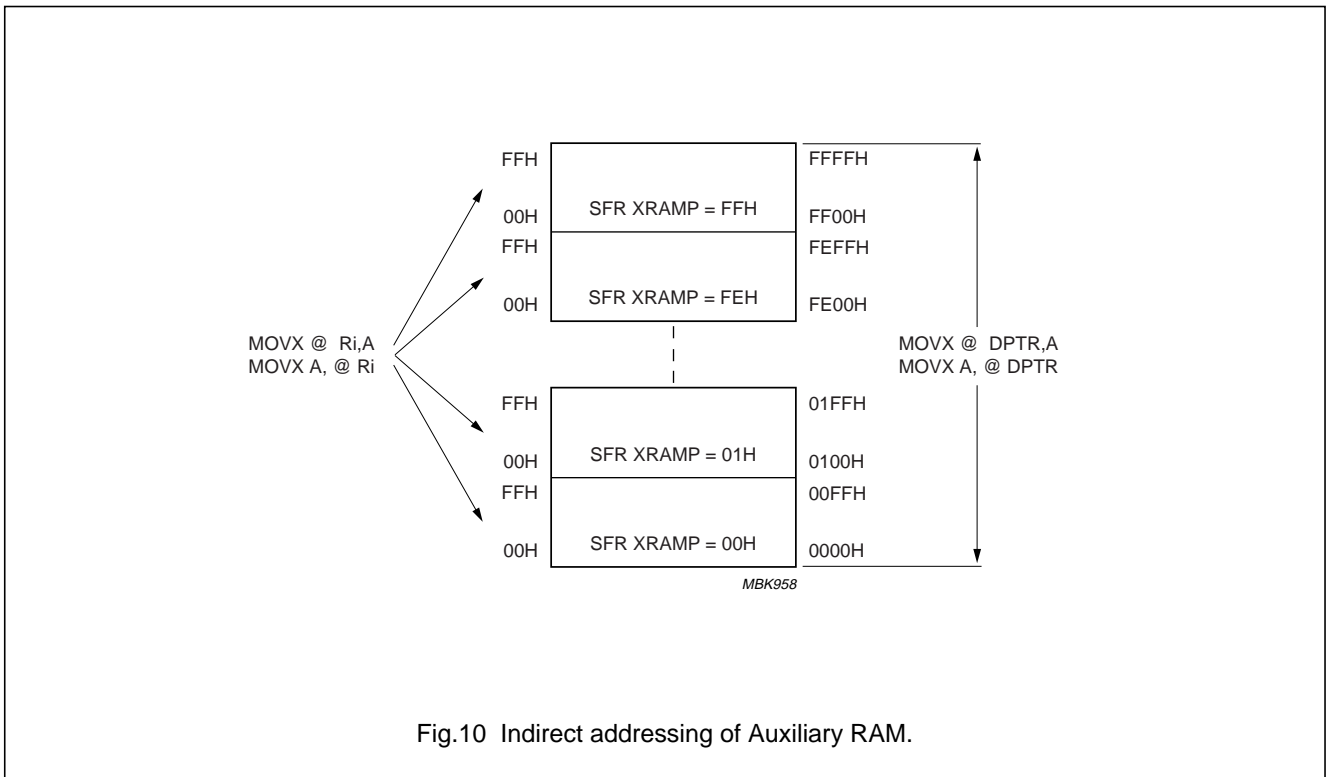 FFH
FFFFH
00H
SFR XRAMP = FFH
FF00H
FFH
FEFFH
00H
SFR XRAMP = FEH
FE00H
MOVX @ Ri,A
MOVX A, @ Ri
MOVX @ DPTR,A
MOVX A, @ DPTR
FFH
01FFH
00H
SFR XRAMP = 01H
0100H
FFH
00FFH
00H
SFR XRAMP = 00H
0000H
MBK958
Fig.10 Indirect addressing of Auxiliary RAM.